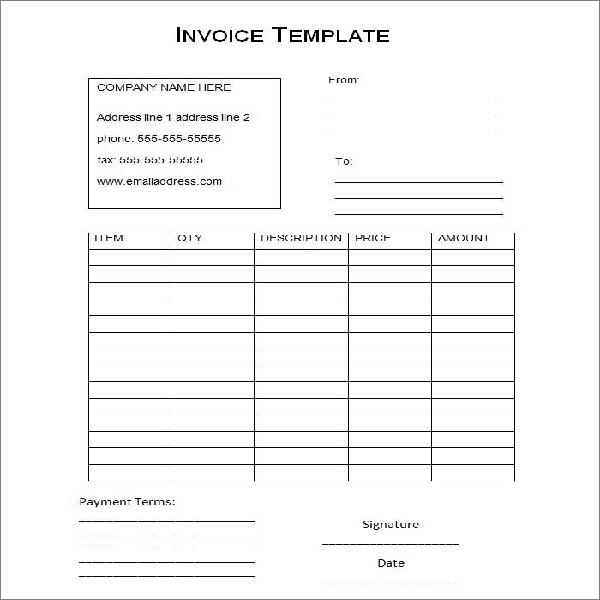 INVOICE TEMPLATE
COMPANY NAME HERE
Address line 1 address line 2
phone: 555-555-55555
fax: 555-555-55555
www.emailaddress.com
From:
To:
ITEM QTY DESCRIPTION PRICE AMOUNT
Payment Terms:
Signature
Date